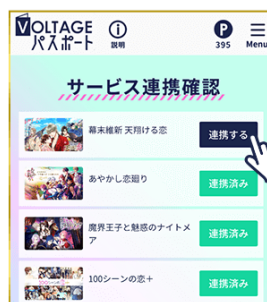 VOLTAGE
パスポート
説明
P
395
Menu
サービス連携確認
幕末維新 天翔ける恋
連携する
あやかし恋廻り
連携済み
魔界王子と魅惑のナイトメ
ア
連携済み
100シーンの恋+
連携済み